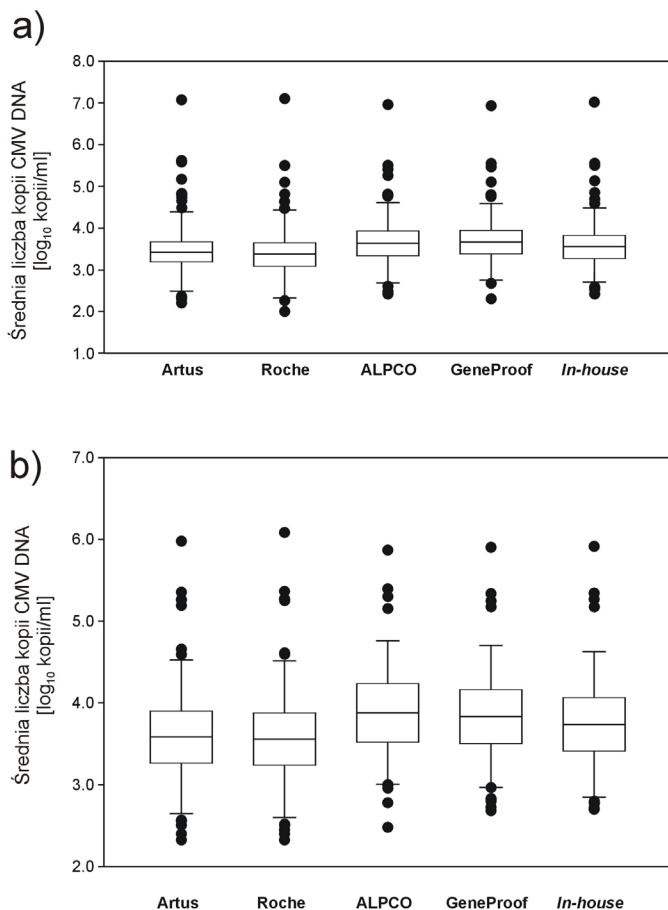 a)
Średnia liczba kopii CMV DNA
[log₁₀ kopii/ml]
8.0
7.0
6.0
5.0
4.0
3.0
2.0
1.0
Artus Roche ALPCO GeneProof In-house
b)
Średnia liczba kopii CMV DNA
[log₁₀ kopii/ml]
7.0
6.0
5.0
4.0
3.0
2.0
Artus Roche ALPCO GeneProof In-house